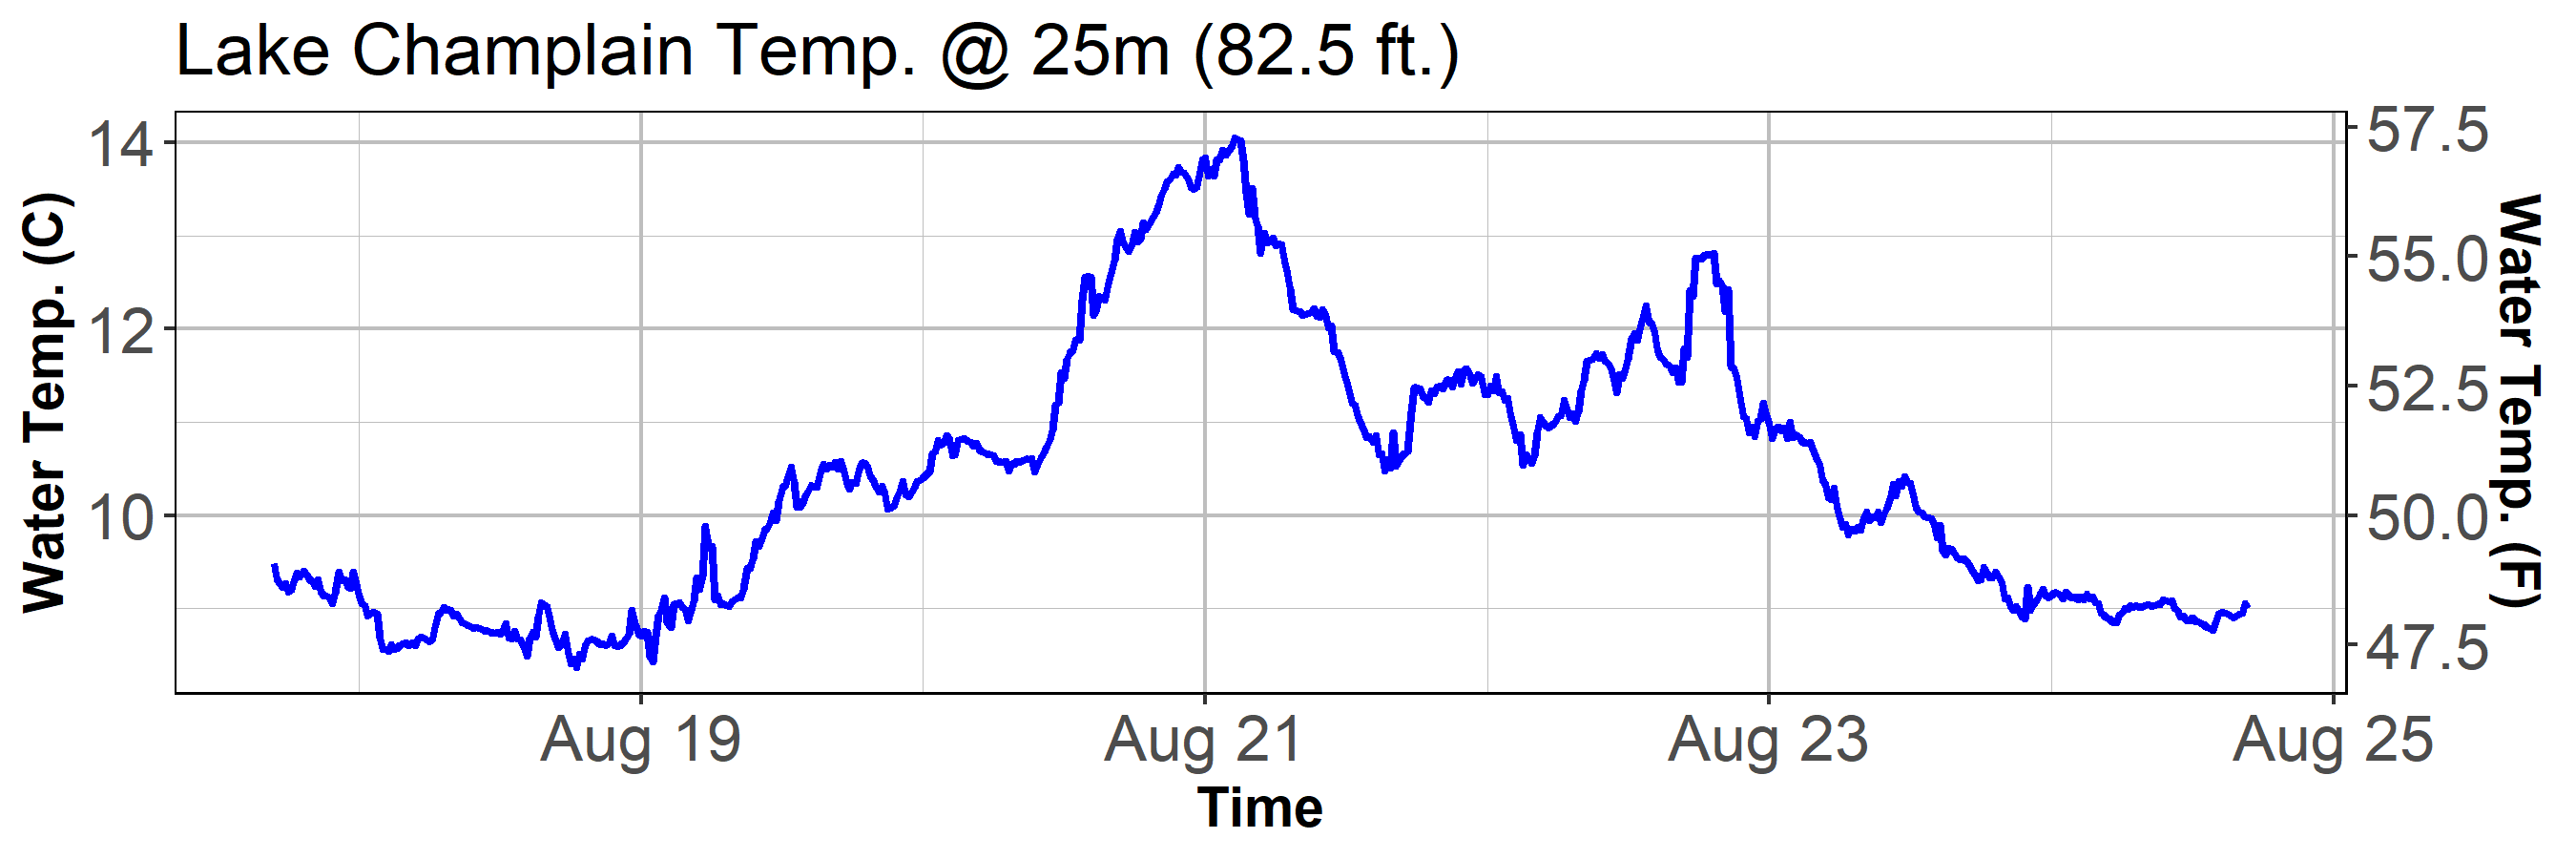 Lake Champlain Temp. @ 25m (82.5 ft.)
Water Temp. (C)
14
12
10
57.5
55.0
52.5
50.0
47.5
Water Temp. (F)
Aug 19 Aug 21 Aug 23 Aug 25
Time